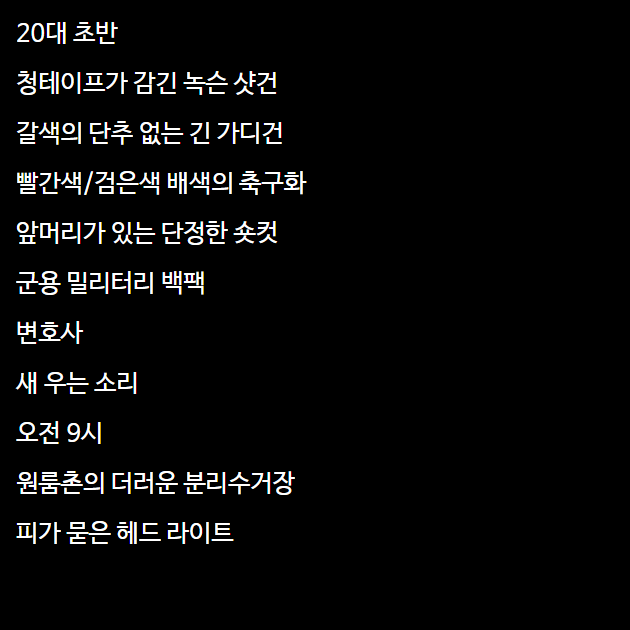 20대 초반
청테이프가 감긴 녹슨 샷건
갈색의 단추 없는 긴 가디건
빨간색/검은색 배색의 축구화
앞머리가 있는 단정한 숏컷
군용 밀리터리 백팩
변호사
새 우는 소리
오전 9시
원룸촌의 더러운 분리수거장
피가 묻은 헤드 라이트